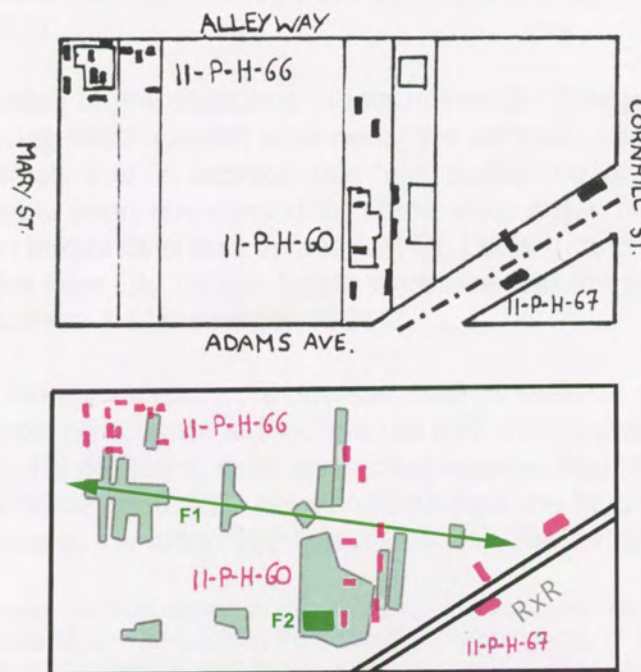 ALLEYWAY
11-P-H-66
MARY ST.
CORNHILL ST.
11-P-H-60
11-P-H-67
ADAMS AVE.
11-P-H-66
F1
11-P-H-60
F2
RxR
11-P-H-67